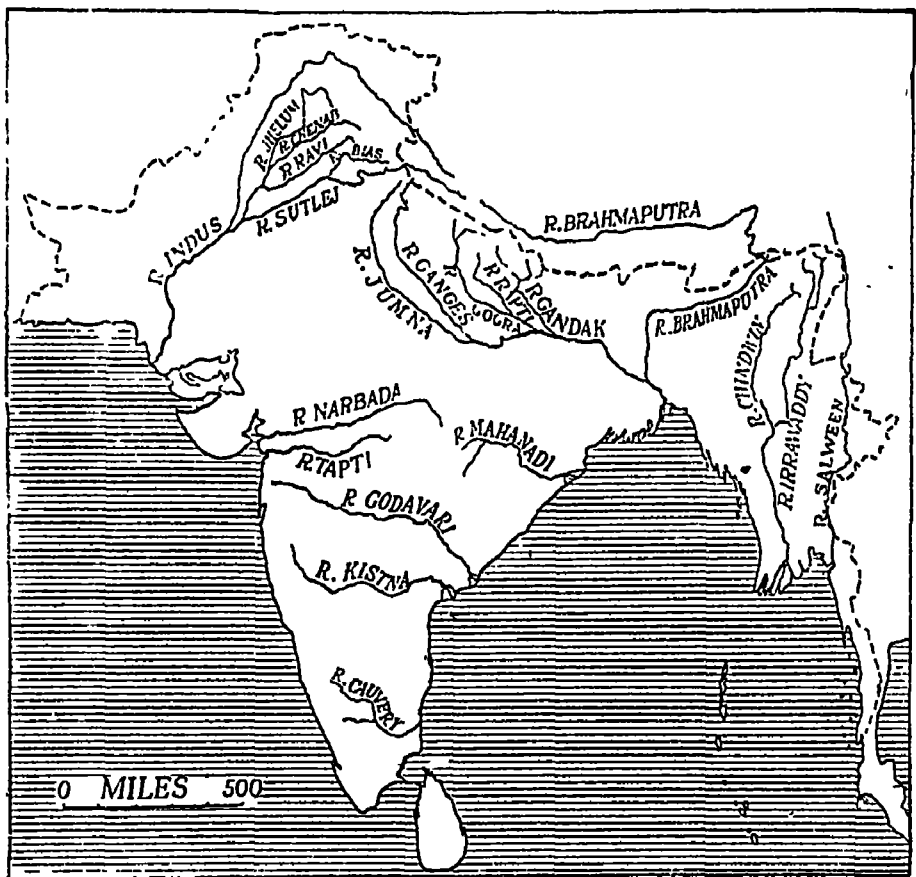 R. JHELUM
R. CHENAB
R. RAVI
R. BIAS
R. SUTLEJ
R. INDUS
R. BRAHMAPUTRA
R. JUMNA
R GANGES
R GOGRA
R RAPTI
R GANDAK
R. BRAHMAPUTRA
R. CHINDWIN
R. IRRAWADDY
R. SALWEEN
R NARBADA
R. TAPTI
R MAHANADI
R GODAVARI
R. KISTNA
R. CAUVERY
0 MILES 500